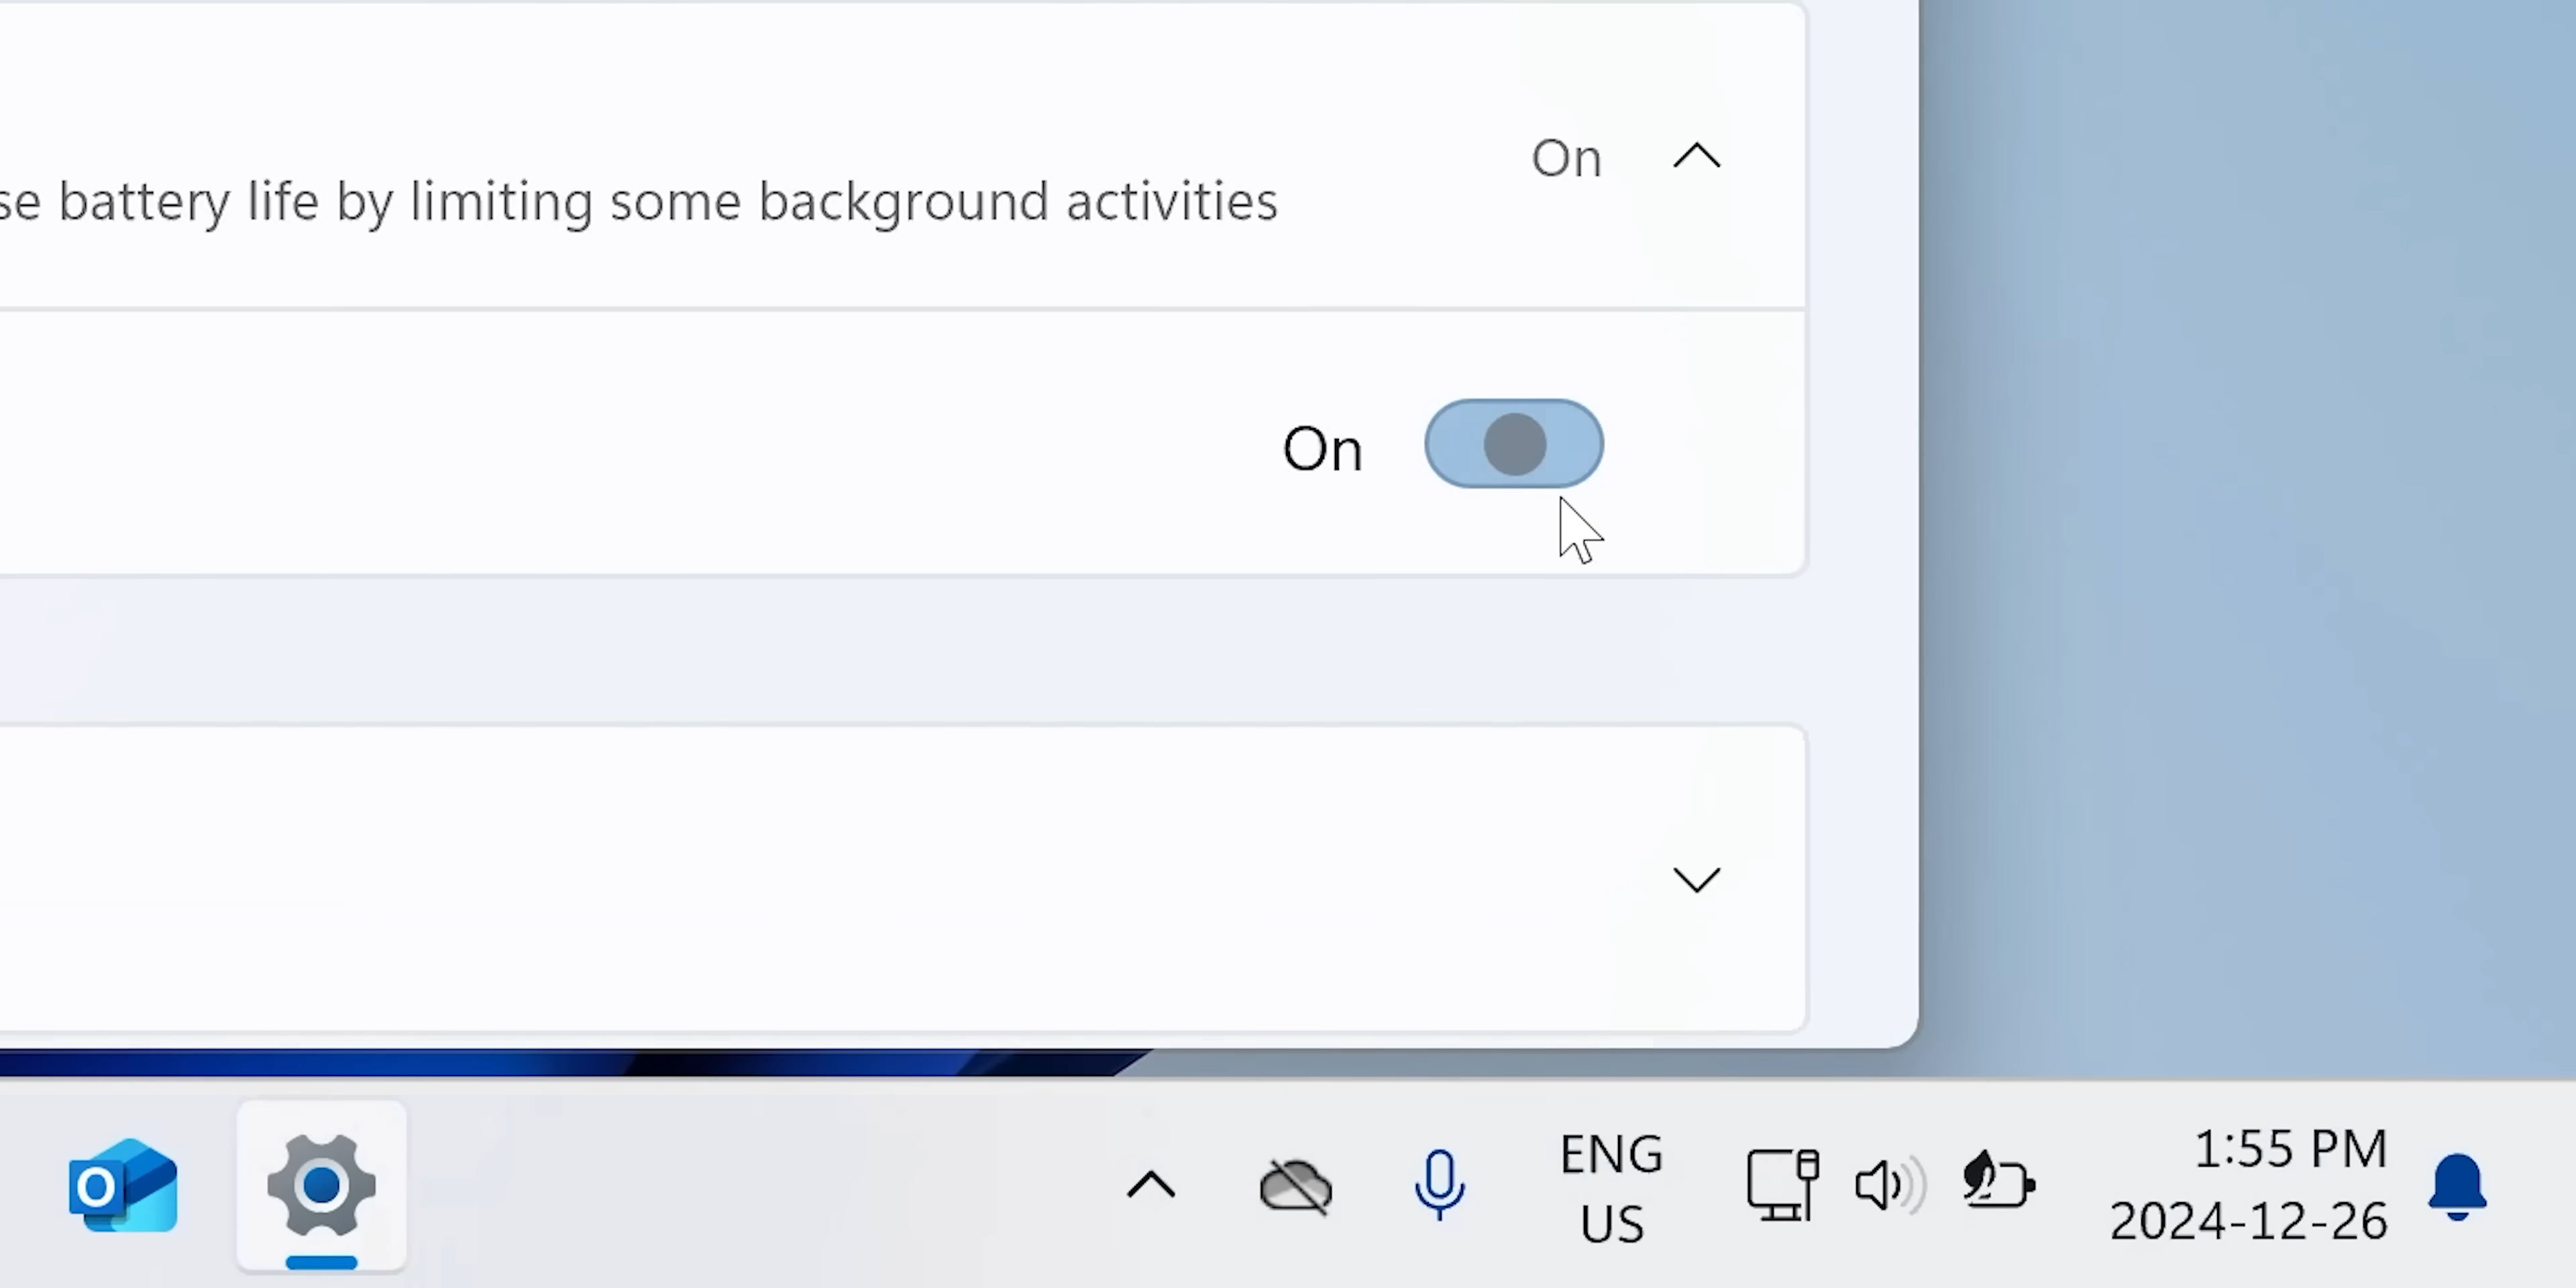 On
se battery life by limiting some background activities
On
O
ENG
US
1:55 PM
2024-12-26